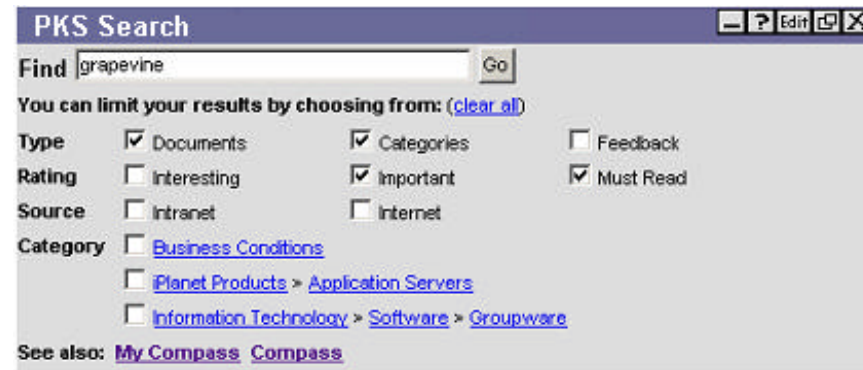 PKS Search ? Edit
Find grapevine Go
You can limit your results by choosing from: (clear all)
Type Documents Categories Feedback
Rating Interesting Important Must Read
Source Intranet Internet
Category Business Conditions
iPlanet Products » Application Servers
Information Technology » Software » Groupware
See also: My Compass Compass